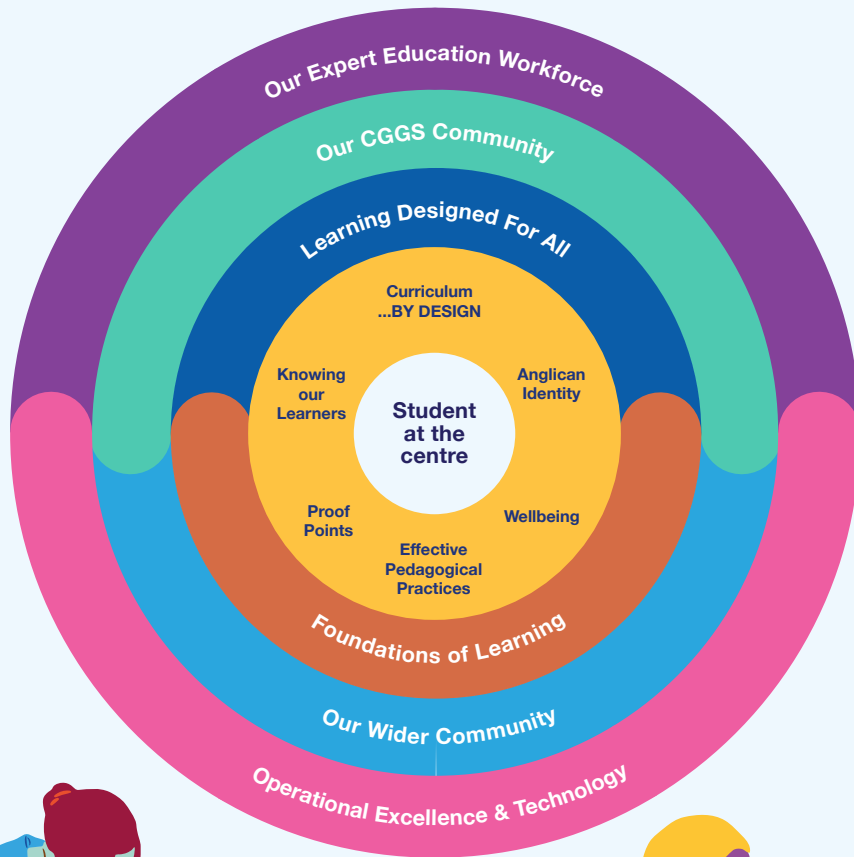 Our Expert Education Workforce
Our CGGS Community
Learning Designed For All
Curriculum
...BY DESIGN
Knowing
our
Learners
Anglican
Identity
Student
at the
centre
Proof
Points
Wellbeing
Effective
Pedagogical
Practices
Foundations of Learning
Our Wider Community
Operational Excellence & Technology